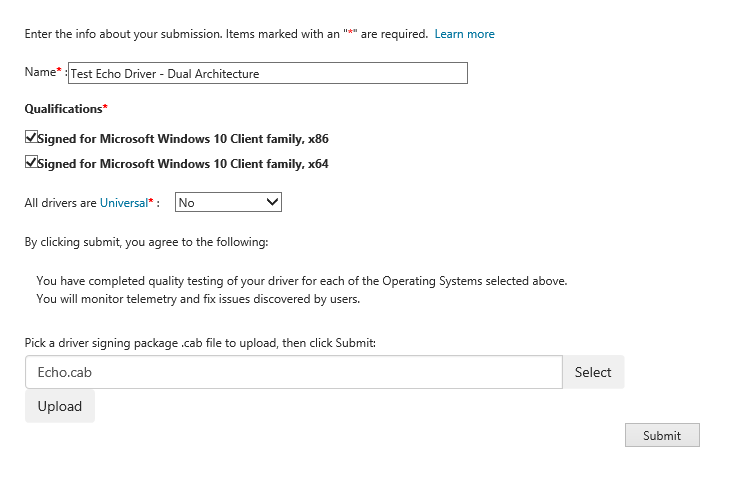 Enter the info about your submission. Items marked with an "*" are required. Learn more
Name* : Test Echo Driver - Dual Architecture
Qualifications*
Signed for Microsoft Windows 10 Client family, x86
Signed for Microsoft Windows 10 Client family, x64
All drivers are Universal* : No
By clicking submit, you agree to the following:
You have completed quality testing of your driver for each of the Operating Systems selected above.
You will monitor telemetry and fix issues discovered by users.
Pick a driver signing package .cab file to upload, then click Submit:
Echo.cab Select
Upload
Submit